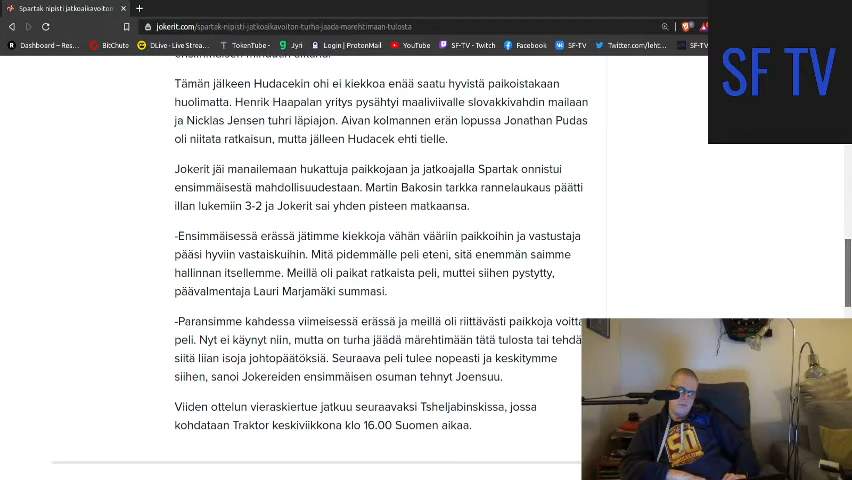 Spartak nipisti jatkoaikavoiton
jokerit.com/spartak-nipisti-jatkoaikavoiton-turha-jaada-marehtimaan-tulosta
Dashboard – Res... BitChute DLive · Live Strea... TokenTube · Jyri Login | ProtonMail YouTube SF-TV - Twitch Facebook SF-TV Twitter.com/leht... SF-TV
SF TV
Tämän jälkeen Hudacekin ohi ei kiekkoa enää saatu hyvistä paikoistakaan
huolimatta. Henrik Haapalan yritys pysähtyi maaliviivalle slovakkivahdin mailaan
ja Nicklas Jensen tuhri läpiajon. Aivan kolmannen erän lopussa Jonathan Pudas
oli niitata ratkaisun, mutta jälleen Hudacek ehti tielle.
Jokerit jäi manailemaan hukattuja paikkojaan ja jatkoajalla Spartak onnistui
ensimmäisestä mahdollisuudestaan. Martin Bakosin tarkka rannelaukaus päätti
illan lukemiin 3-2 ja Jokerit sai yhden pisteen matkaansa.
-Ensimmäisessä erässä jätimme kiekkoja vähän vääriin paikkoihin ja vastustaja
pääsi hyviin vastaiskuihin. Mitä pidemmälle peli eteni, sitä enemmän saimme
hallinnan itsellemme. Meillä oli paikat ratkaista peli, muttei siihen pystytty,
päävalmentaja Lauri Marjamäki summasi.
-Paransimme kahdessa viimeisessä erässä ja meillä oli riittävästi paikkoja voitta
peli. Nyt ei käynyt niin, mutta on turha jäädä märehtimään tätä tulosta tai tehdä
siitä liian isoja johtopäätöksiä. Seuraava peli tulee nopeasti ja keskitymme
siihen, sanoi Jokereiden ensimmäisen osuman tehnyt Joensuu.
Viiden ottelun vieraskiertue jatkuu seuraavaksi Tsheljabinskissa, jossa
kohdataan Traktor keskiviikkona klo 16.00 Suomen aikaa.